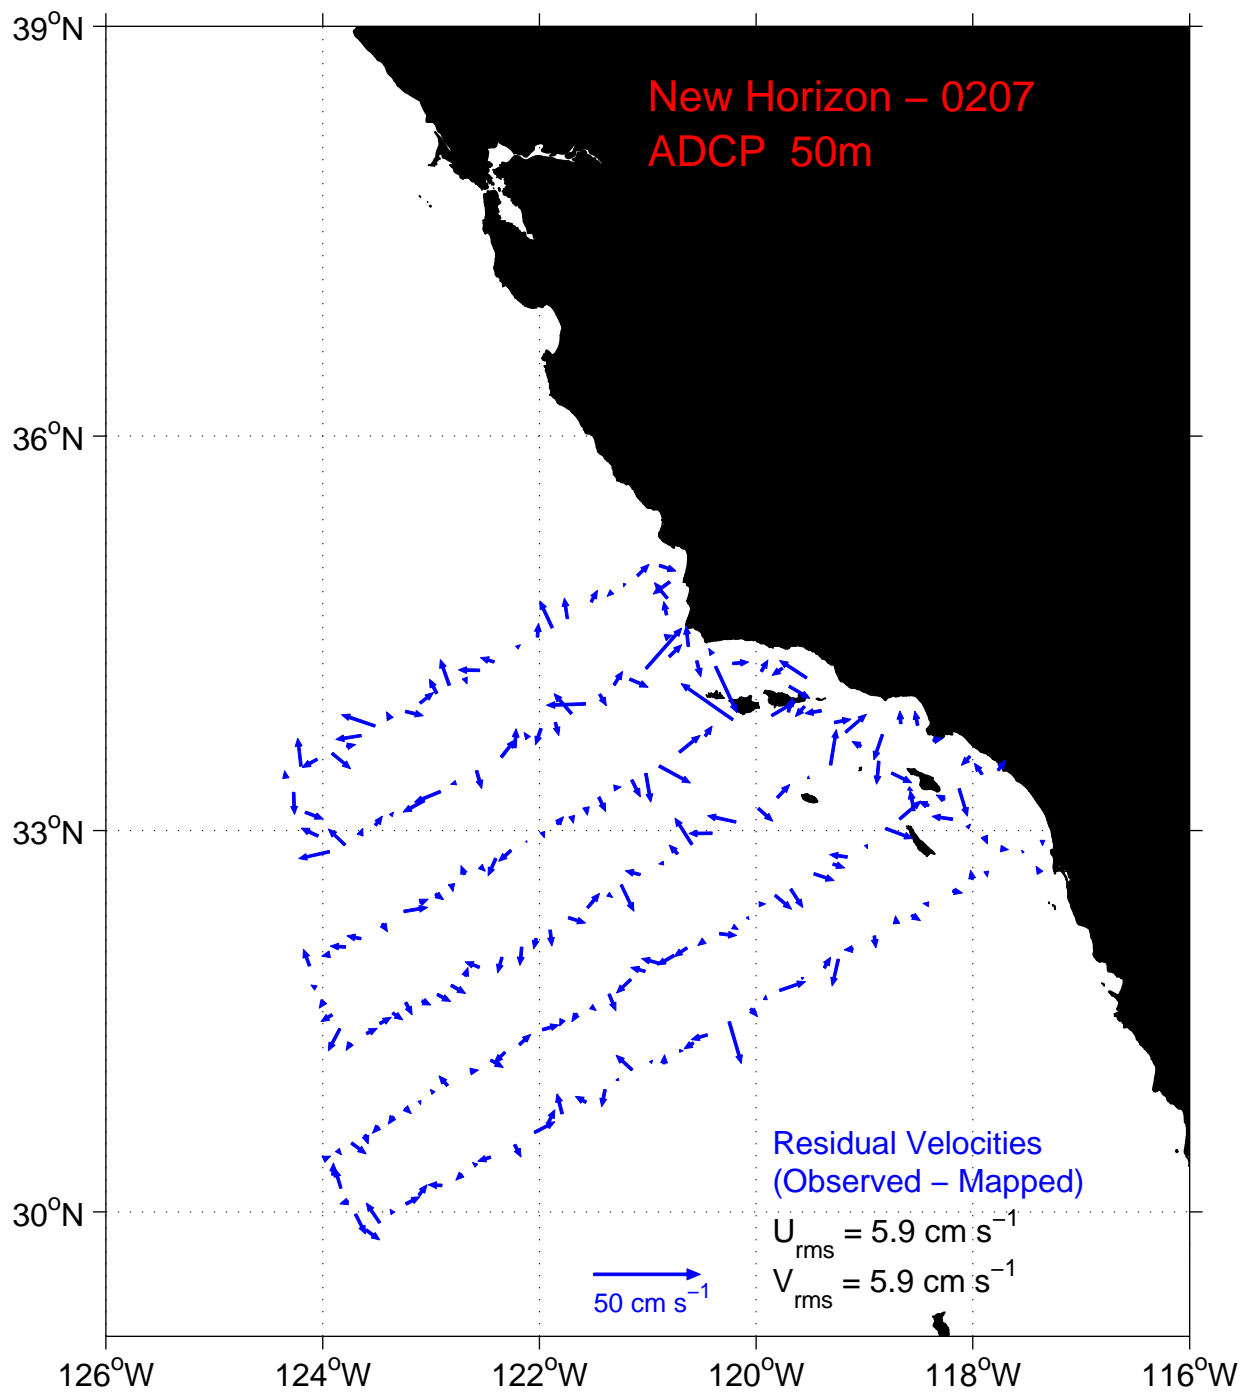 39°N
New Horizon – 0207
ADCP 50m
36°N
33°N
Residual Velocities
(Observed – Mapped)
30°N
U_rms = 5.9 cm s⁻¹
50 cm s⁻¹
V_rms = 5.9 cm s⁻¹
126°W 124°W 122°W 120°W 118°W 116°W